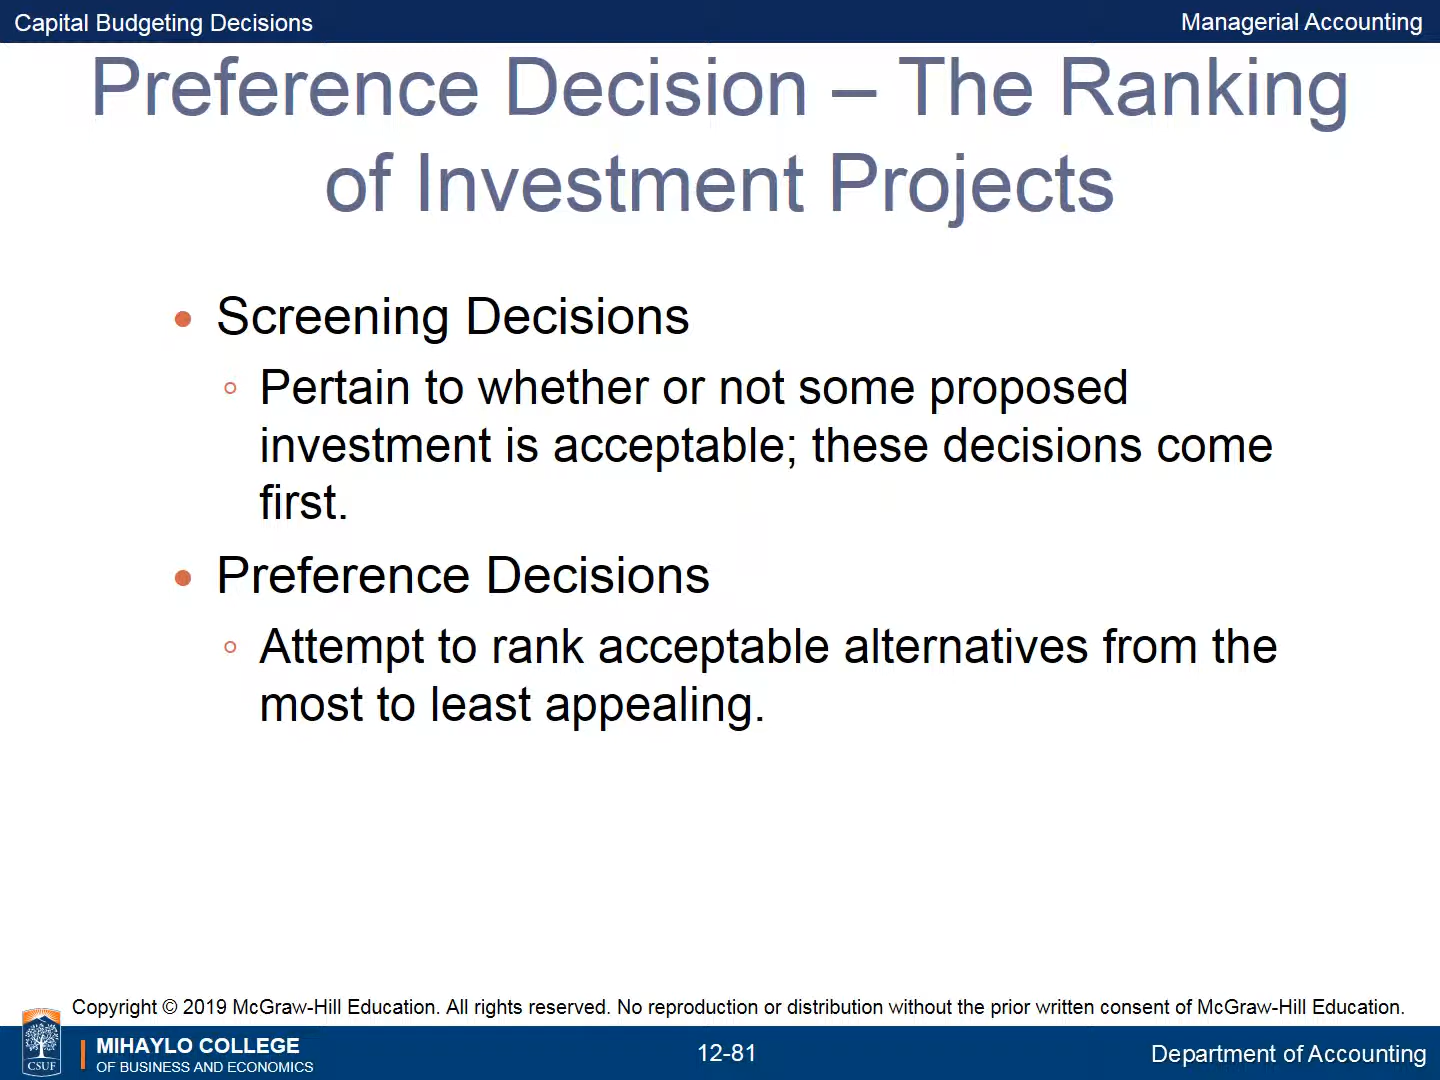 Capital Budgeting Decisions
Managerial Accounting
Preference Decision – The Ranking
of Investment Projects
• Screening Decisions
◦ Pertain to whether or not some proposed
investment is acceptable; these decisions come
first.
• Preference Decisions
◦ Attempt to rank acceptable alternatives from the
most to least appealing.
Copyright © 2019 McGraw-Hill Education. All rights reserved. No reproduction or distribution without the prior written consent of McGraw-Hill Education.
CSUF
MIHAYLO COLLEGE
OF BUSINESS AND ECONOMICS
12-81
Department of Accounting